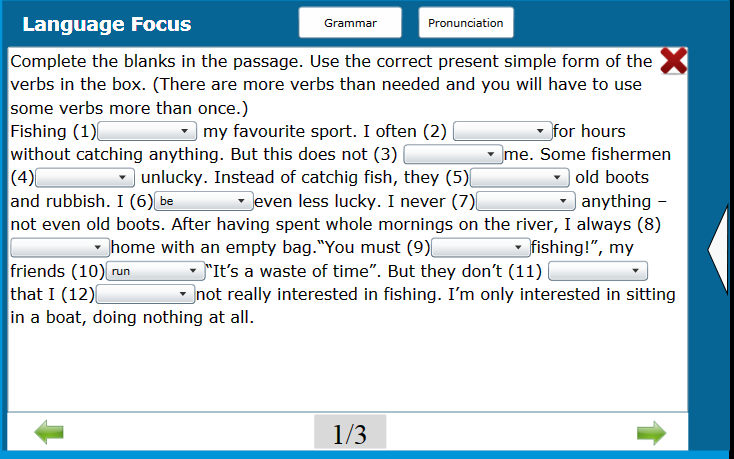 Language Focus
Grammar
Pronunciation
Complete the blanks in the passage. Use the correct present simple form of the
verbs in the box. (There are more verbs than needed and you will have to use
some verbs more than once.)
Fishing (1) my favourite sport. I often (2) for hours
without catching anything. But this does not (3) me. Some fishermen
(4) unlucky. Instead of catchig fish, they (5) old boots
and rubbish. I (6) be even less lucky. I never (7) anything –
not even old boots. After having spent whole mornings on the river, I always (8)
home with an empty bag.“You must (9) fishing!”, my
friends (10) run “It’s a waste of time”. But they don’t (11)
that I (12) not really interested in fishing. I’m only interested in sitting
in a boat, doing nothing at all.
1/3